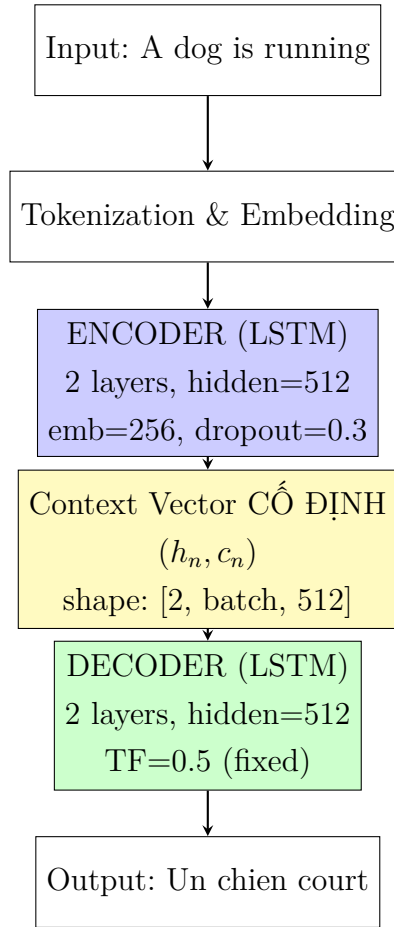 Input: A dog is running
Tokenization & Embedding
ENCODER (LSTM)
2 layers, hidden=512
emb=256, dropout=0.3
Context Vector CỐ ĐỊNH
(hₙ, cₙ)
shape: [2, batch, 512]
DECODER (LSTM)
2 layers, hidden=512
TF=0.5 (fixed)
Output: Un chien court